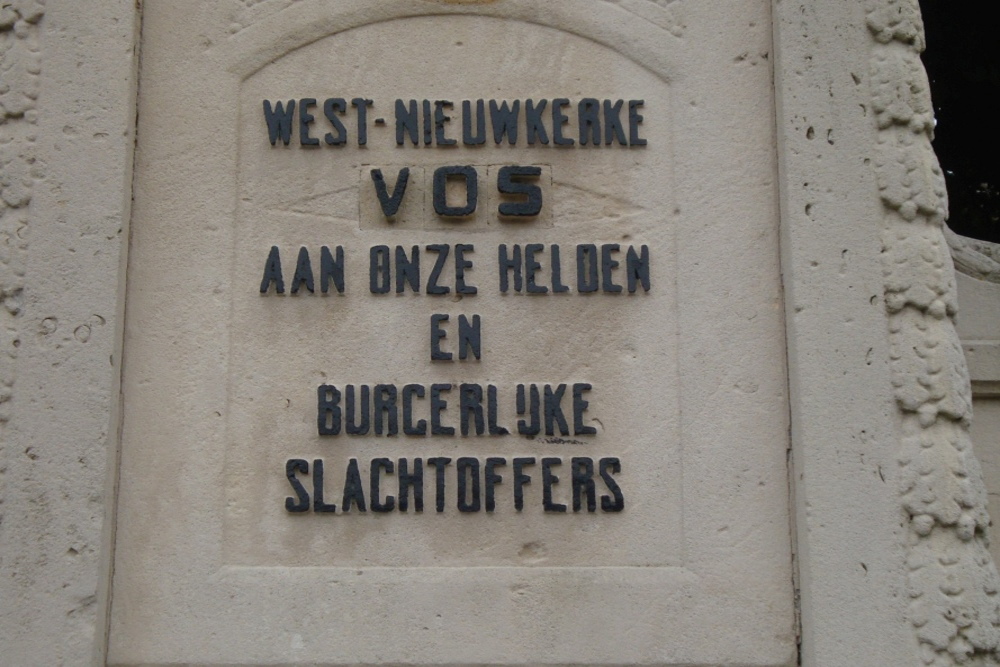 WEST-NIEUWKERKE
VOS
AAN ONZE HELDEN
EN
BURGERLIJKE
SLACHTOFFERS